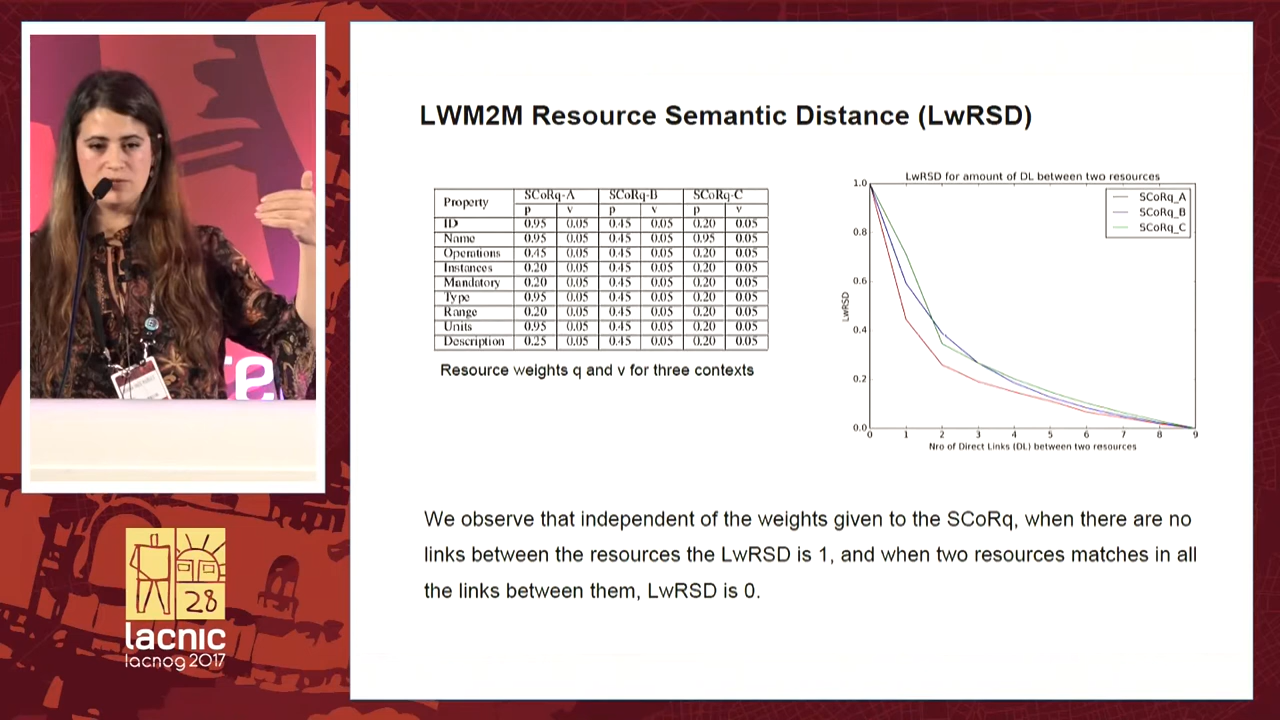 LWM2M Resource Semantic Distance (LwRSD)
Property SCoRq-A SCoRq-B SCoRq-C
p v p v p v
ID 0.95 0.05 0.45 0.05 0.20 0.05
Name 0.95 0.05 0.45 0.05 0.95 0.05
Operations 0.45 0.05 0.45 0.05 0.20 0.05
Instances 0.20 0.05 0.45 0.05 0.20 0.05
Mandatory 0.20 0.05 0.45 0.05 0.20 0.05
Type 0.95 0.05 0.45 0.05 0.20 0.05
Range 0.20 0.05 0.45 0.05 0.20 0.05
Units 0.95 0.05 0.45 0.05 0.20 0.05
Description 0.25 0.05 0.45 0.05 0.20 0.05
Resource weights q and v for three contexts
LwRSD for amount of DL between two resources
1.0
0.8
0.6
0.4
0.2
0.0
LwRSD
SCoRq_A
SCoRq_B
SCoRq_C
0 1 2 3 4 5 6 7 8 9
Nro of Direct Links (DL) between two resources
We observe that independent of the weights given to the SCoRq, when there are no
links between the resources the LwRSD is 1, and when two resources matches in all
the links between them, LwRSD is 0.
28
lacnic
lacnog 2017